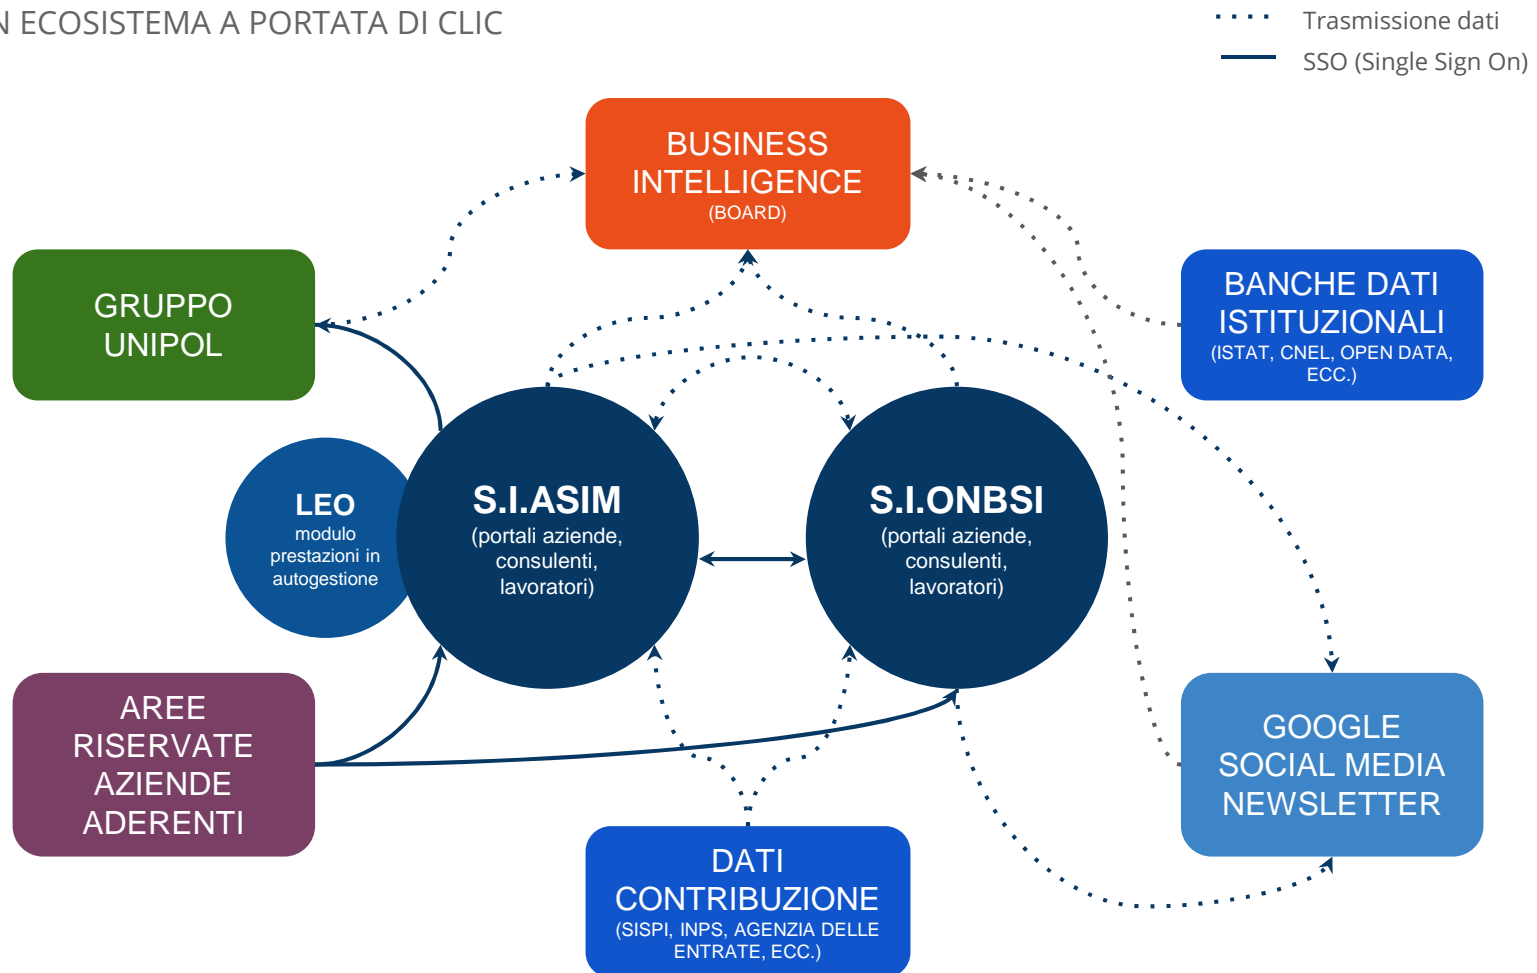 N ECOSISTEMA A PORTATA DI CLIC
Trasmissione dati
SSO (Single Sign On)
BUSINESS
INTELLIGENCE
(BOARD)
GRUPPO
UNIPOL
BANCHE DATI
ISTITUZIONALI
(ISTAT, CNEL, OPEN DATA,
ECC.)
LEO
modulo
prestazioni in
autogestione
S.I.ASIM
(portali aziende,
consulenti,
lavoratori)
S.I.ONBSI
(portali aziende,
consulenti,
lavoratori)
AREE
RISERVATE
AZIENDE
ADERENTI
GOOGLE
SOCIAL MEDIA
NEWSLETTER
DATI
CONTRIBUZIONE
(SISPI, INPS, AGENZIA DELLE
ENTRATE, ECC.)